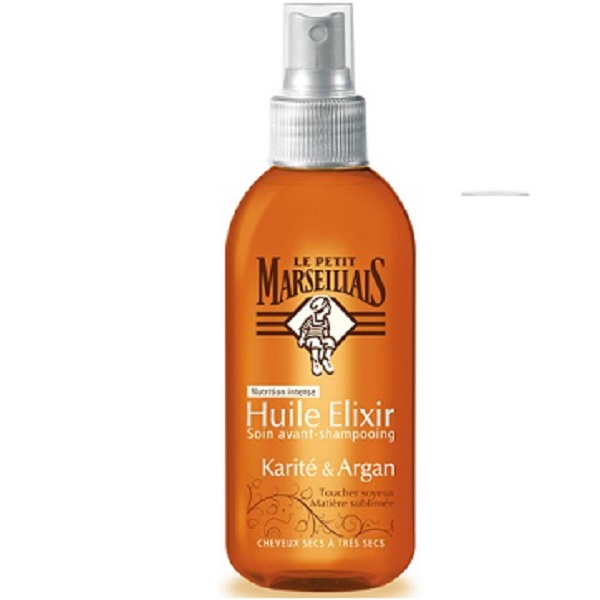 LE PETIT
MARSEILLAIS
Nutrition intense
Huile Elixir
Soin avant-shampooing
Karité & Argan
Toucher soyeux
Matière sublimée
CHEVEUX SECS À TRÈS SECS